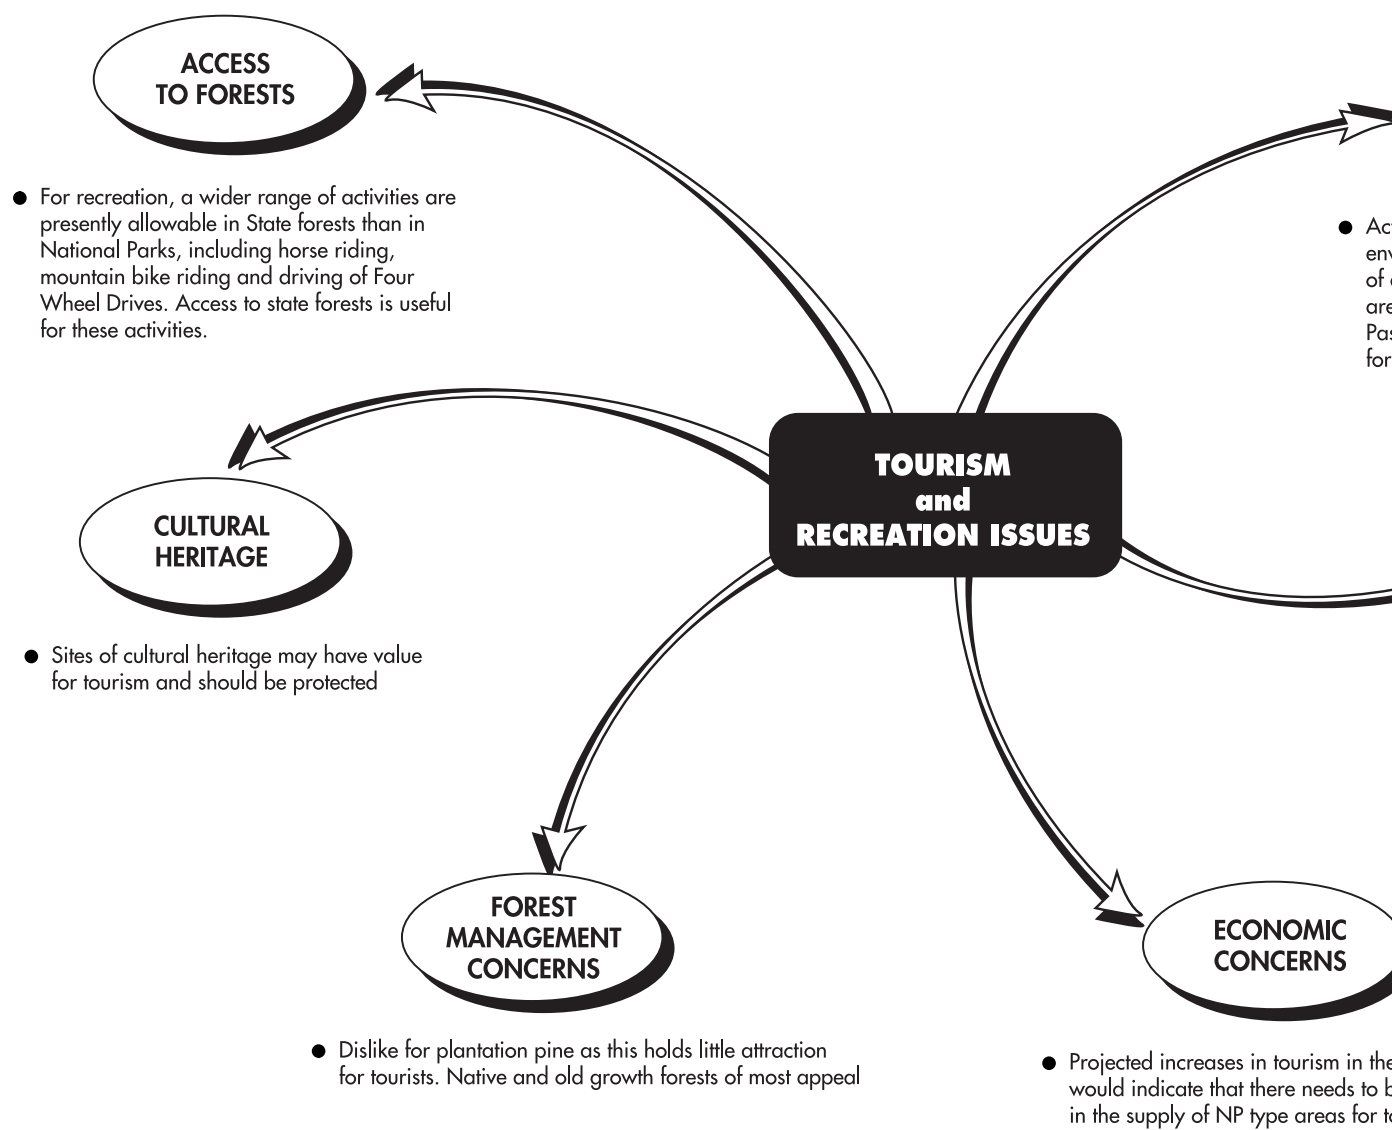 ACCESS
TO FORESTS
● For recreation, a wider range of activities are
presently allowable in State forests than in
National Parks, including horse riding,
mountain bike riding and driving of Four
Wheel Drives. Access to state forests is useful
for these activities.
CULTURAL
HERITAGE
● Sites of cultural heritage may have value
for tourism and should be protected
TOURISM
and
RECREATION ISSUES
FOREST
MANAGEMENT
CONCERNS
● Dislike for plantation pine as this holds little attraction
for tourists. Native and old growth forests of most appeal
ECONOMIC
CONCERNS
● Projected increases in tourism in the
would indicate that there needs to
in the supply of NP type areas for
●
of
are
for